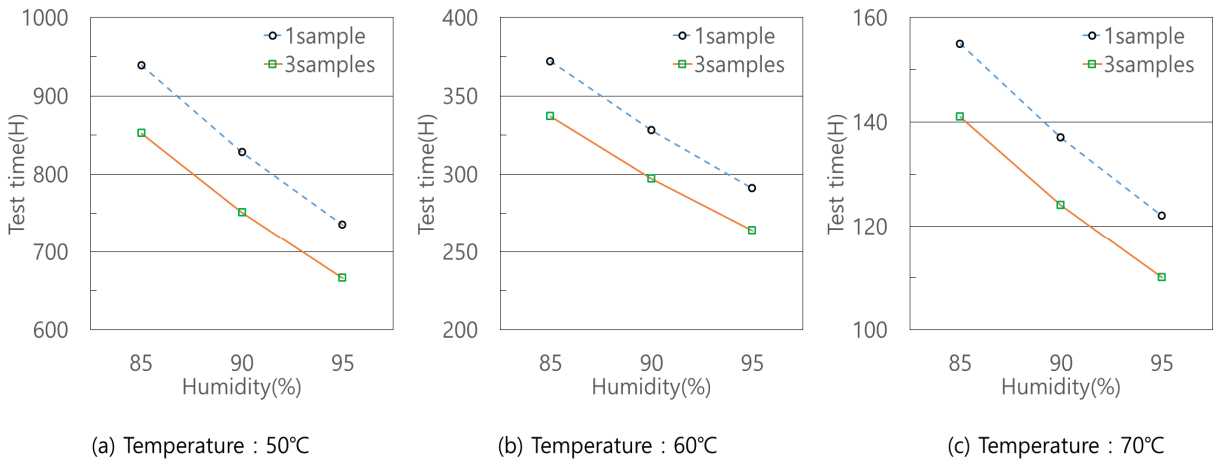 1000
900
800
700
600
Test time(H)
1sample
3samples
85
90
95
Humidity(%)
(a) Temperature : 50℃
400
350
300
250
200
Test time(H)
1sample
3samples
85
90
95
Humidity(%)
(b) Temperature : 60℃
160
140
120
100
Test time(H)
1sample
3samples
85
90
95
Humidity(%)
(c) Temperature : 70℃